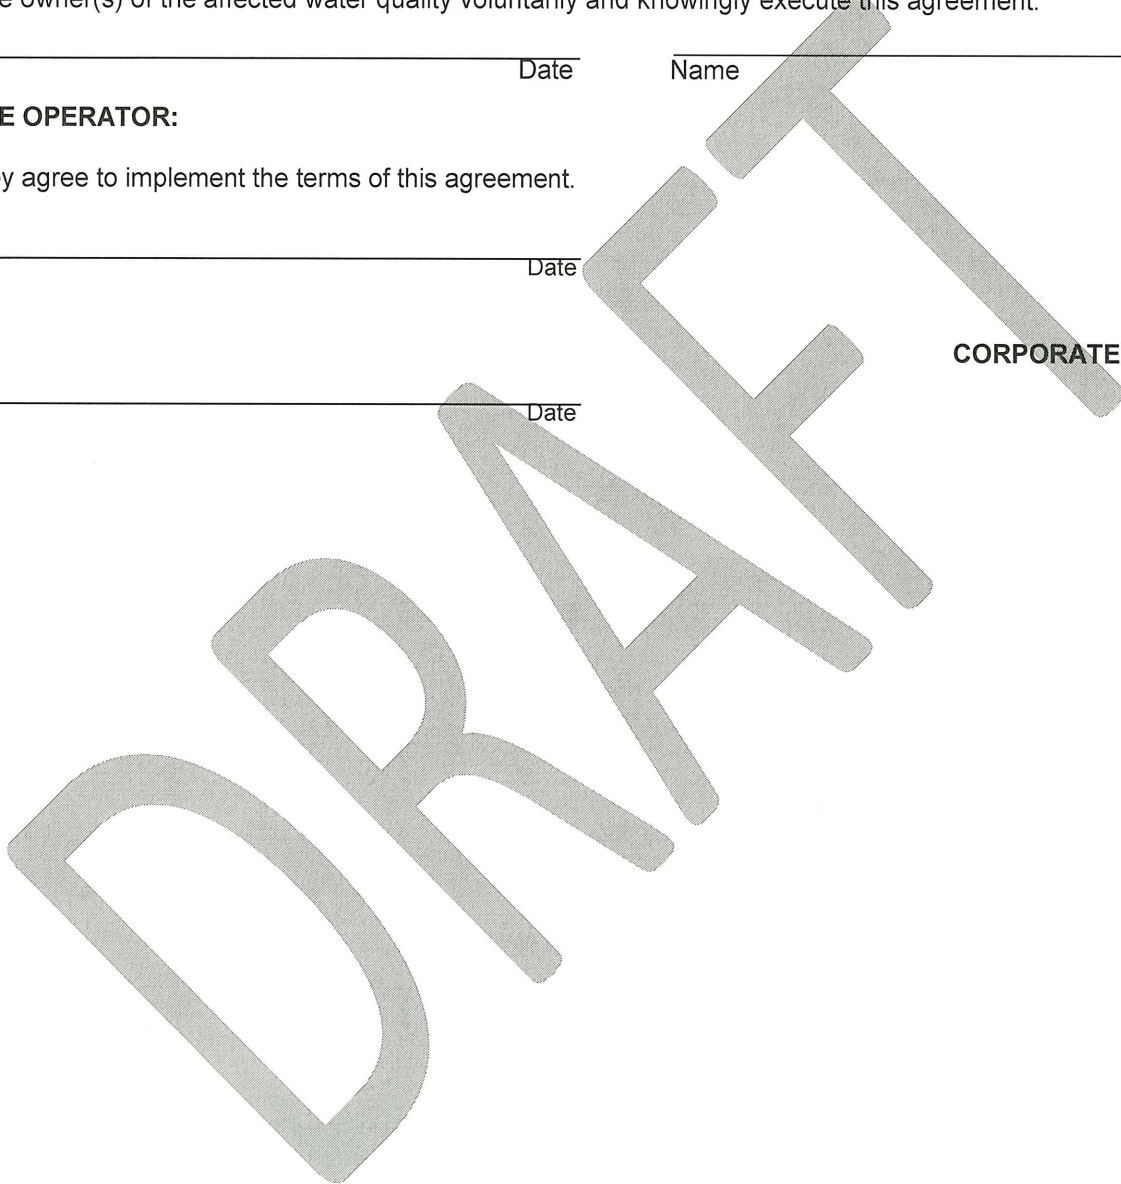 owner(s) of the affected water quality voluntarily and knowingly execute this agreement.
Date Name
E OPERATOR:
y agree to implement the terms of this agreement.
Date
CORPORATE
Date
DRAFT